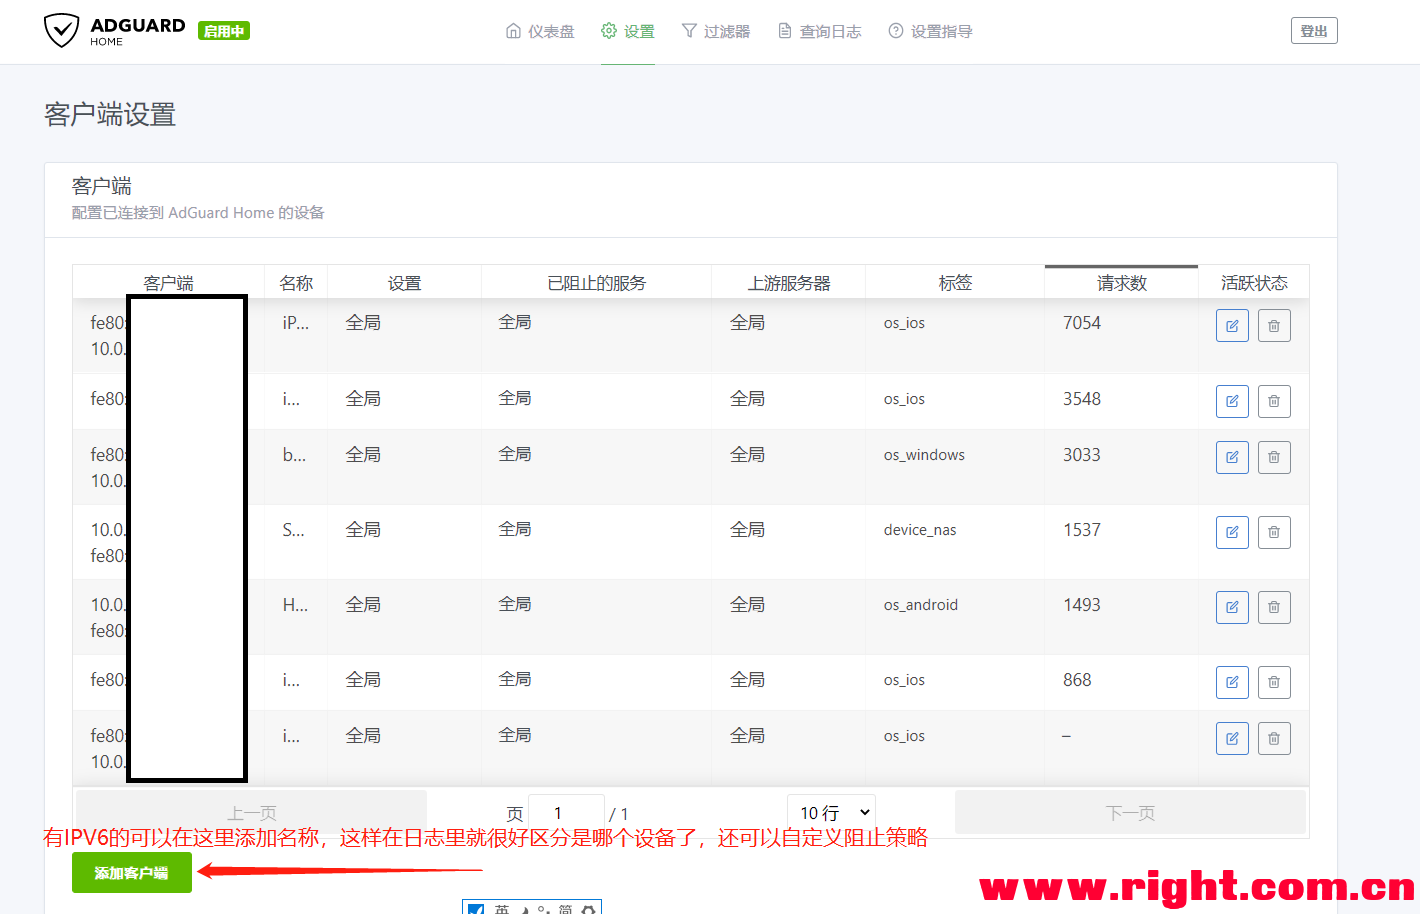 ADGUARD
HOME
启用中
仪表盘
设置
过滤器
查询日志
设置指导
登出
客户端设置
客户端
配置已连接到 AdGuard Home 的设备
客户端 名称 设置 已阻止的服务 上游服务器 标签 请求数 活跃状态
fe80: iP... 全局 全局 全局 os_ios 7054
10.0.
fe80: i... 全局 全局 全局 os_ios 3548
fe80: b... 全局 全局 全局 os_windows 3033
10.0.
10.0. S... 全局 全局 全局 device_nas 1537
fe80:
10.0. H... 全局 全局 全局 os_android 1493
fe80:
fe80: i... 全局 全局 全局 os_ios 868
fe80: i... 全局 全局 全局 os_ios –
10.0.
上一页 页 1 / 1 10 行 下一页
有IPV6的可以在这里添加名称，这样在日志里就很好区分是哪个设备了，还可以自定义阻止策略
添加客户端
www.right.com.cn
英 简